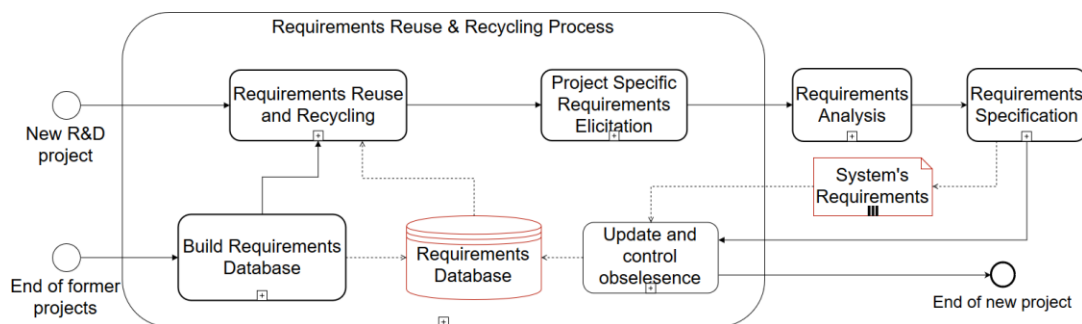 Requirements Reuse & Recycling Process
Requirements Reuse
and Recycling
Project Specific
Requirements
Elicitation
Requirements
Analysis
Requirements
Specification
New R&D
project
System's
Requirements
Build Requirements
Database
Requirements
Database
Update and
control
obselesence
End of former
projects
End of new project